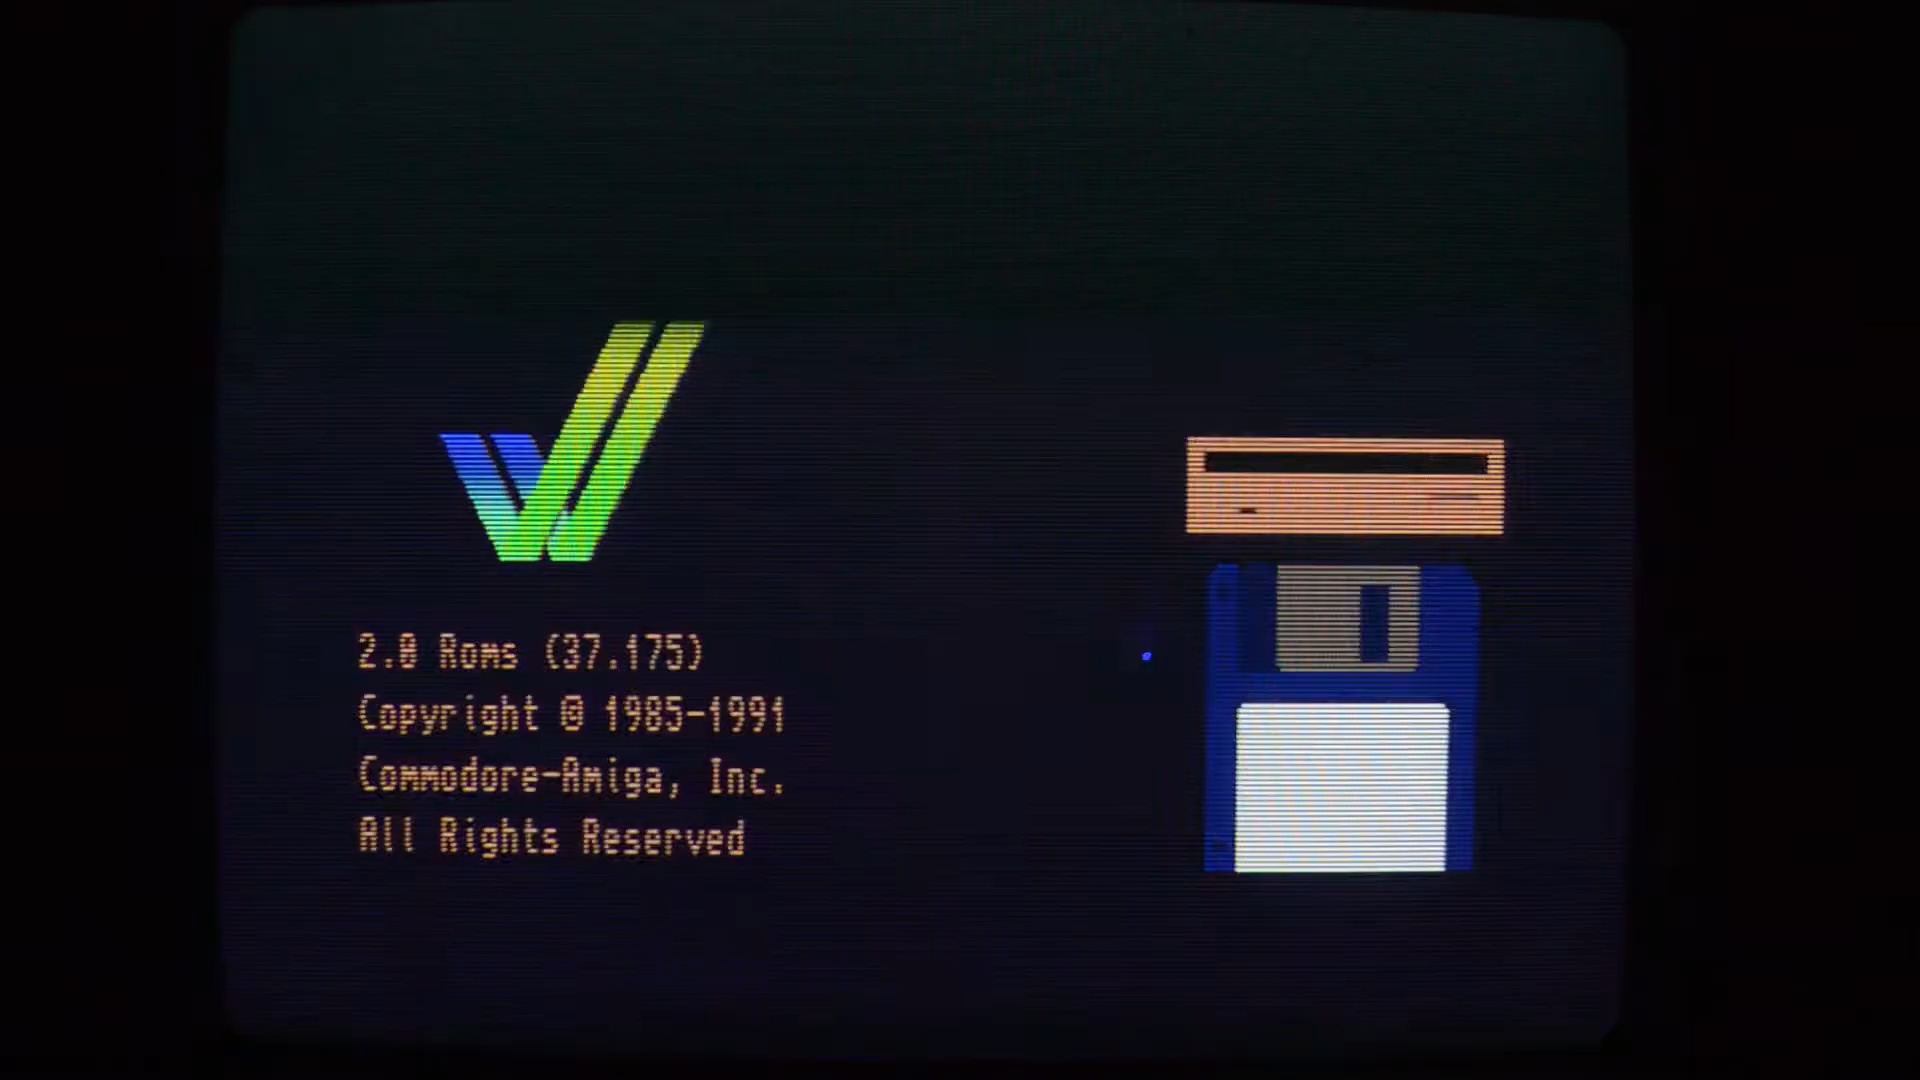 2.0 Roms (37.175)
Copyright © 1985-1991
Commodore-Amiga, Inc.
All Rights Reserved